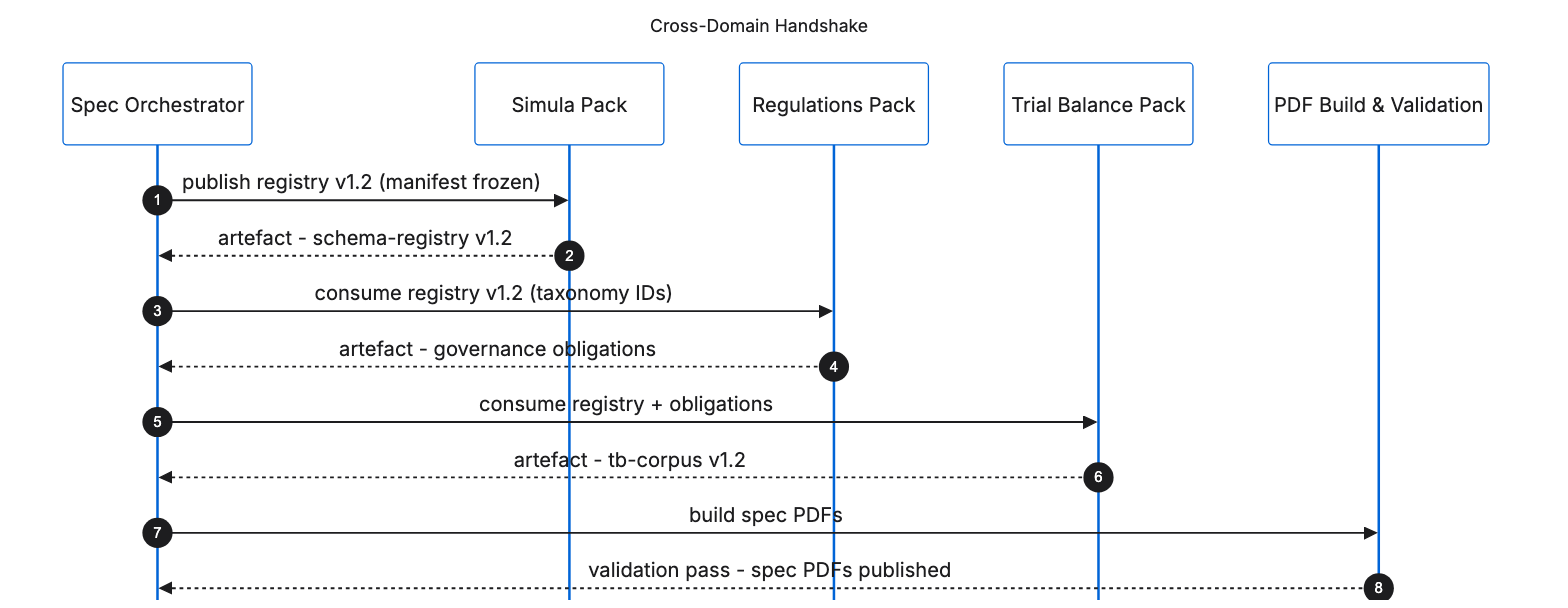 Cross-Domain Handshake
Spec Orchestrator
Simula Pack
Regulations Pack
Trial Balance Pack
PDF Build & Validation
publish registry v1.2 (manifest frozen)
1
artefact - schema-registry v1.2
2
consume registry v1.2 (taxonomy IDs)
3
artefact - governance obligations
4
consume registry + obligations
5
artefact - tb-corpus v1.2
6
build spec PDFs
7
validation pass - spec PDFs published
8